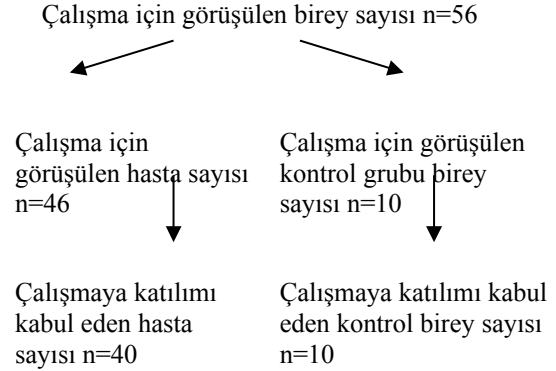 Çalışma için görüşülen birey sayısı n=56
Çalışma için
görüşülen hasta sayısı
n=46
Çalışma için görüşülen
kontrol grubu birey
sayısı n=10
Çalışmaya katılımı
kabul eden hasta
sayısı n=40
Çalışmaya katılımı kabul
eden kontrol birey sayısı
n=10